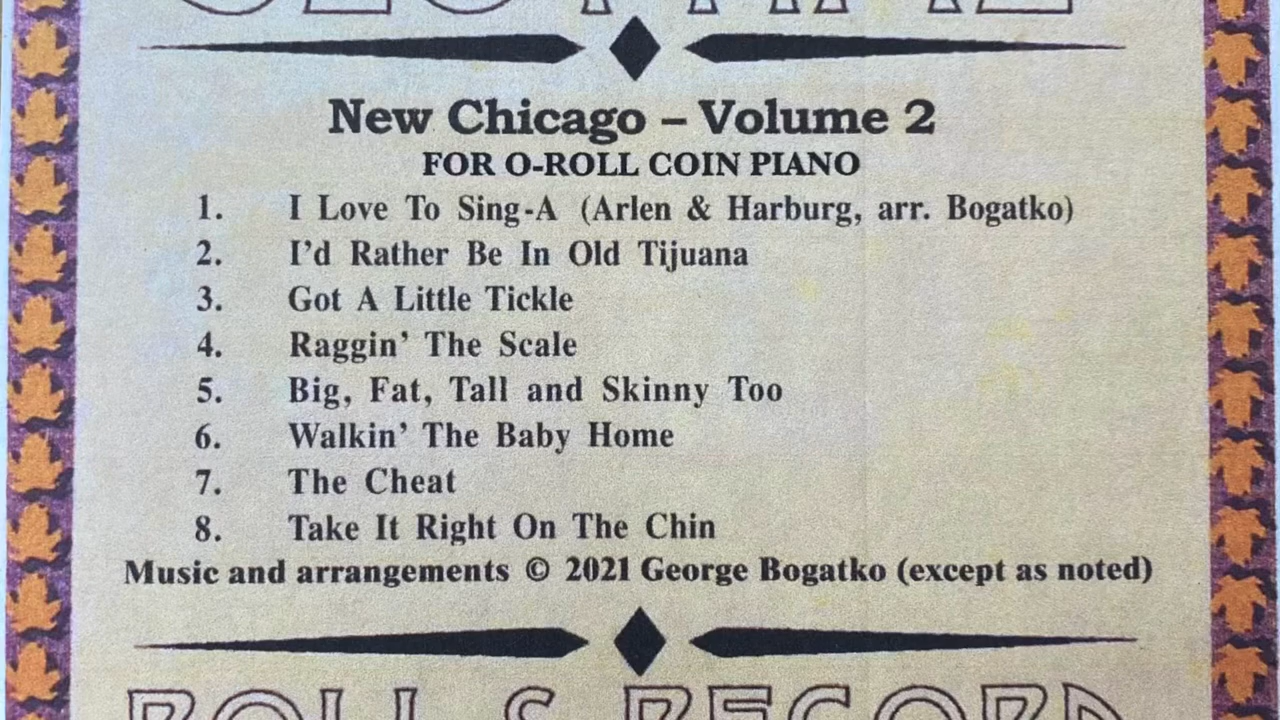 New Chicago – Volume 2
FOR O-ROLL COIN PIANO
1. I Love To Sing-A (Arlen & Harburg, arr. Bogatko)
2. I'd Rather Be In Old Tijuana
3. Got A Little Tickle
4. Raggin' The Scale
5. Big, Fat, Tall and Skinny Too
6. Walkin' The Baby Home
7. The Cheat
8. Take It Right On The Chin
Music and arrangements © 2021 George Bogatko (except as noted)
ROLL & RECORD